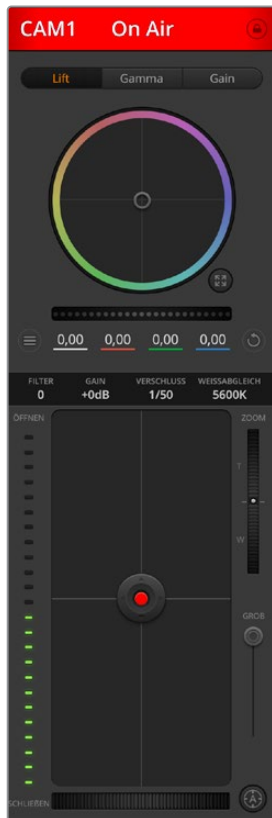 CAM1 On Air
Lift Gamma Gain
0,00 0,00 0,00 0,00
FILTER GAIN VERSCHLUSS WEISSABGLEICH
0 +0dB 1/50 5600K
ÖFFNEN ZOOM
T
W
GROB
SCHLIEẞEN A